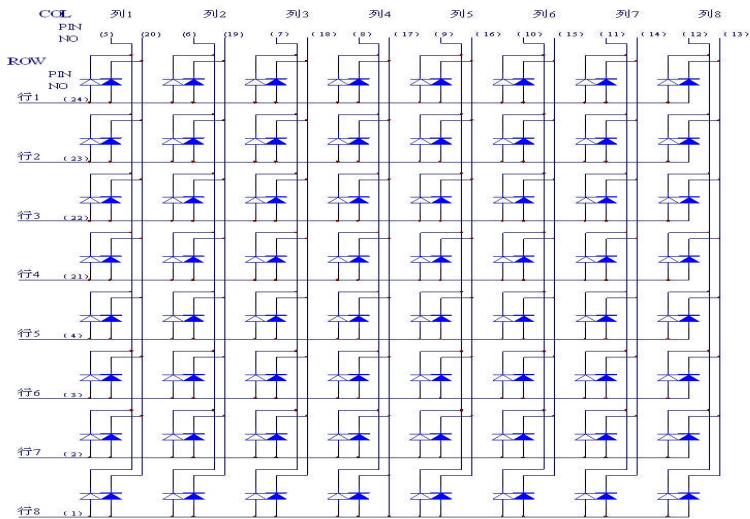 COL 列1 列2 列3 列4 列5 列6 列7 列8
PIN
NO (5) (20) (6) (19) (7) (18) (8) (17) (9) (16) (10) (15) (11) (14) (12) (13)
ROW
PIN
NO
行1 (24)
行2 (23)
行3 (22)
行4 (21)
行5 (4)
行6 (3)
行7 (2)
行8 (1)